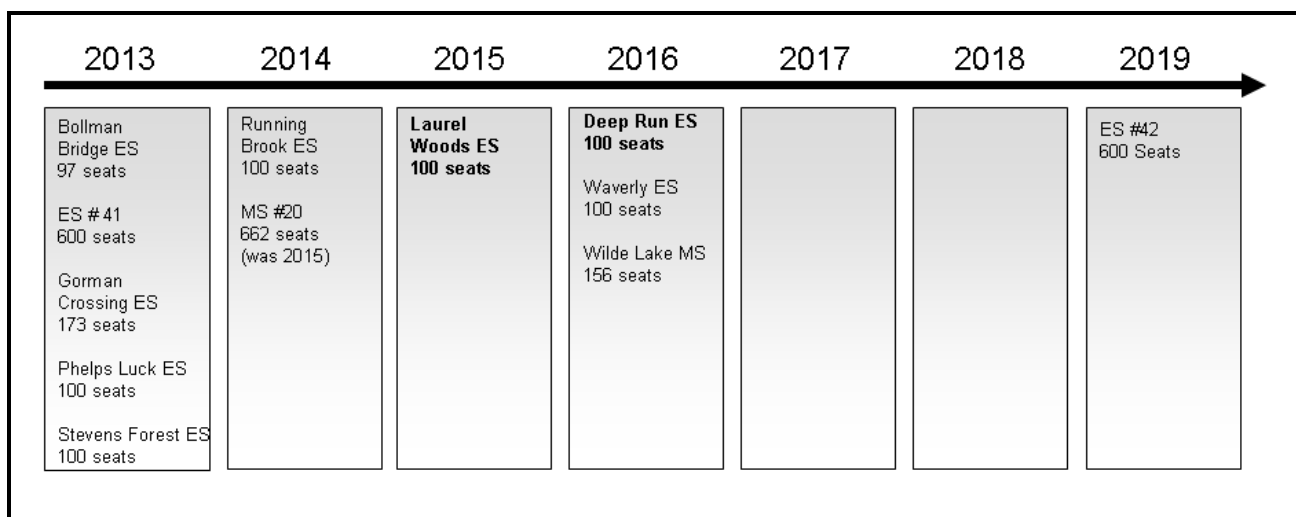 2013 2014 2015 2016 2017 2018 2019
Bollman
Bridge ES
97 seats
ES # 41
600 seats
Gorman
Crossing ES
173 seats
Phelps Luck ES
100 seats
Stevens Forest ES
100 seats
Running
Brook ES
100 seats
MS #20
662 seats
(was 2015)
Laurel
Woods ES
100 seats
Deep Run ES
100 seats
Waverly ES
100 seats
Wilde Lake MS
156 seats
ES #42
600 Seats